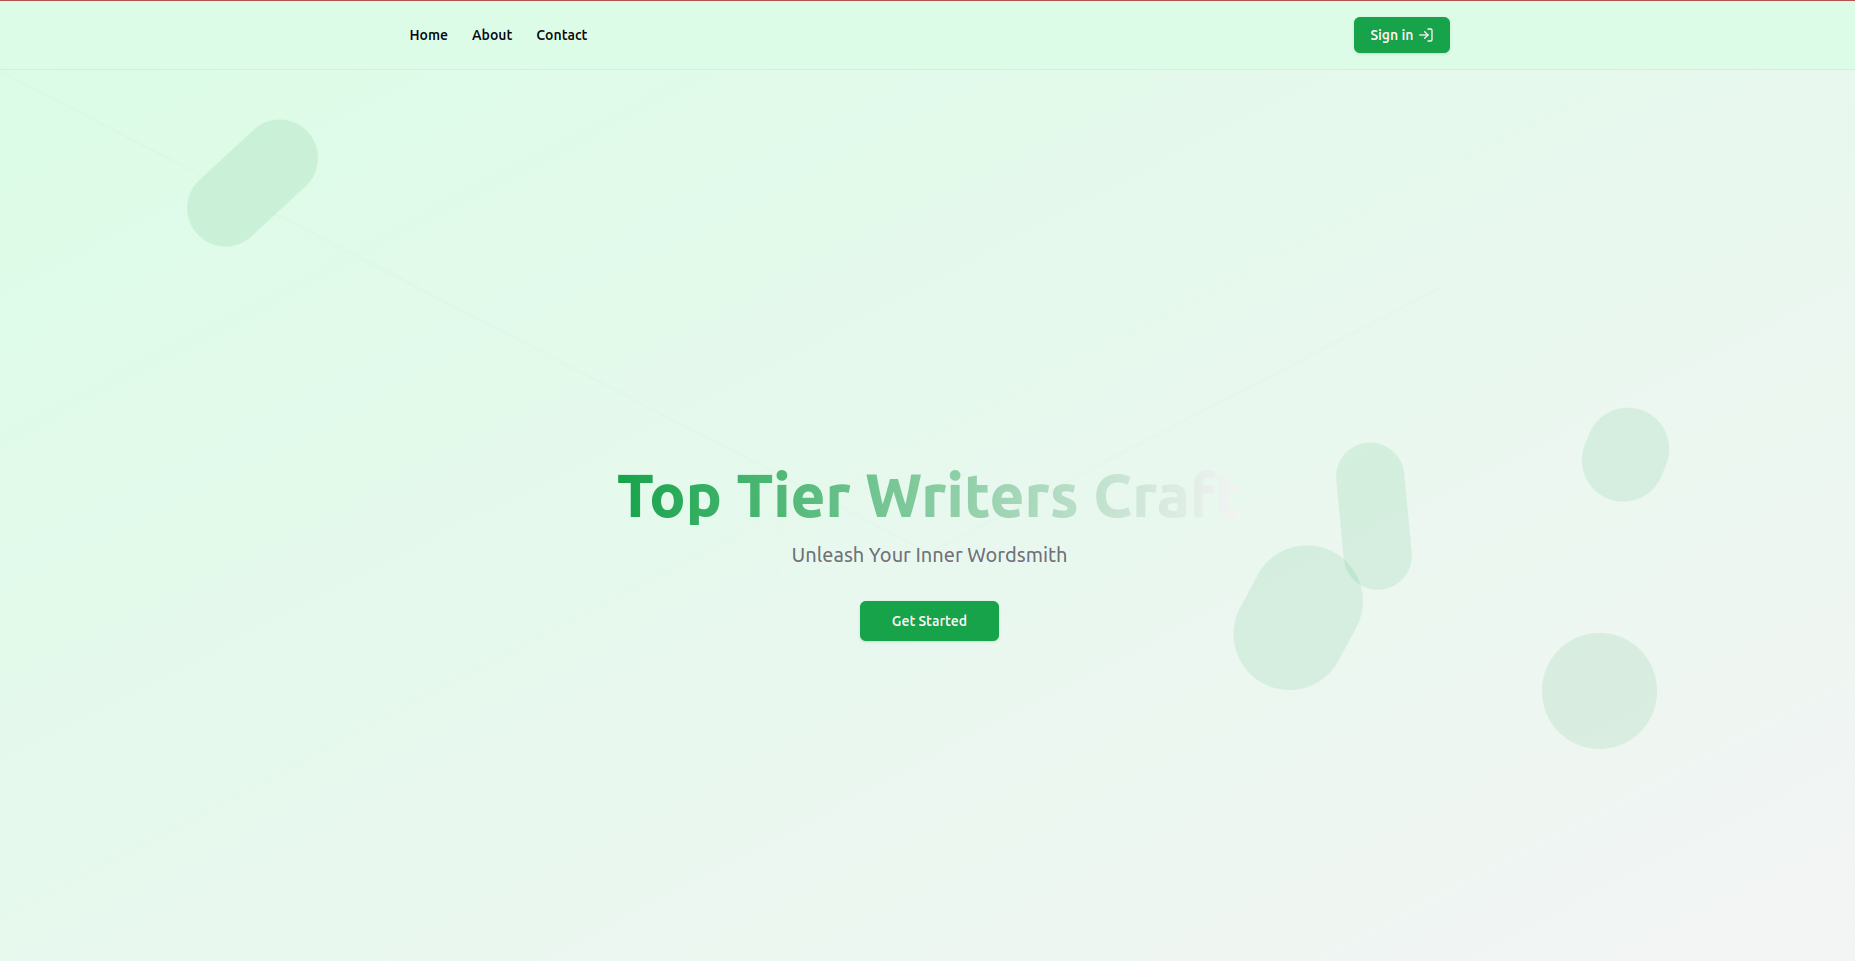 Home About Contact Sign in
Top Tier Writers Craft
Unleash Your Inner Wordsmith
Get Started